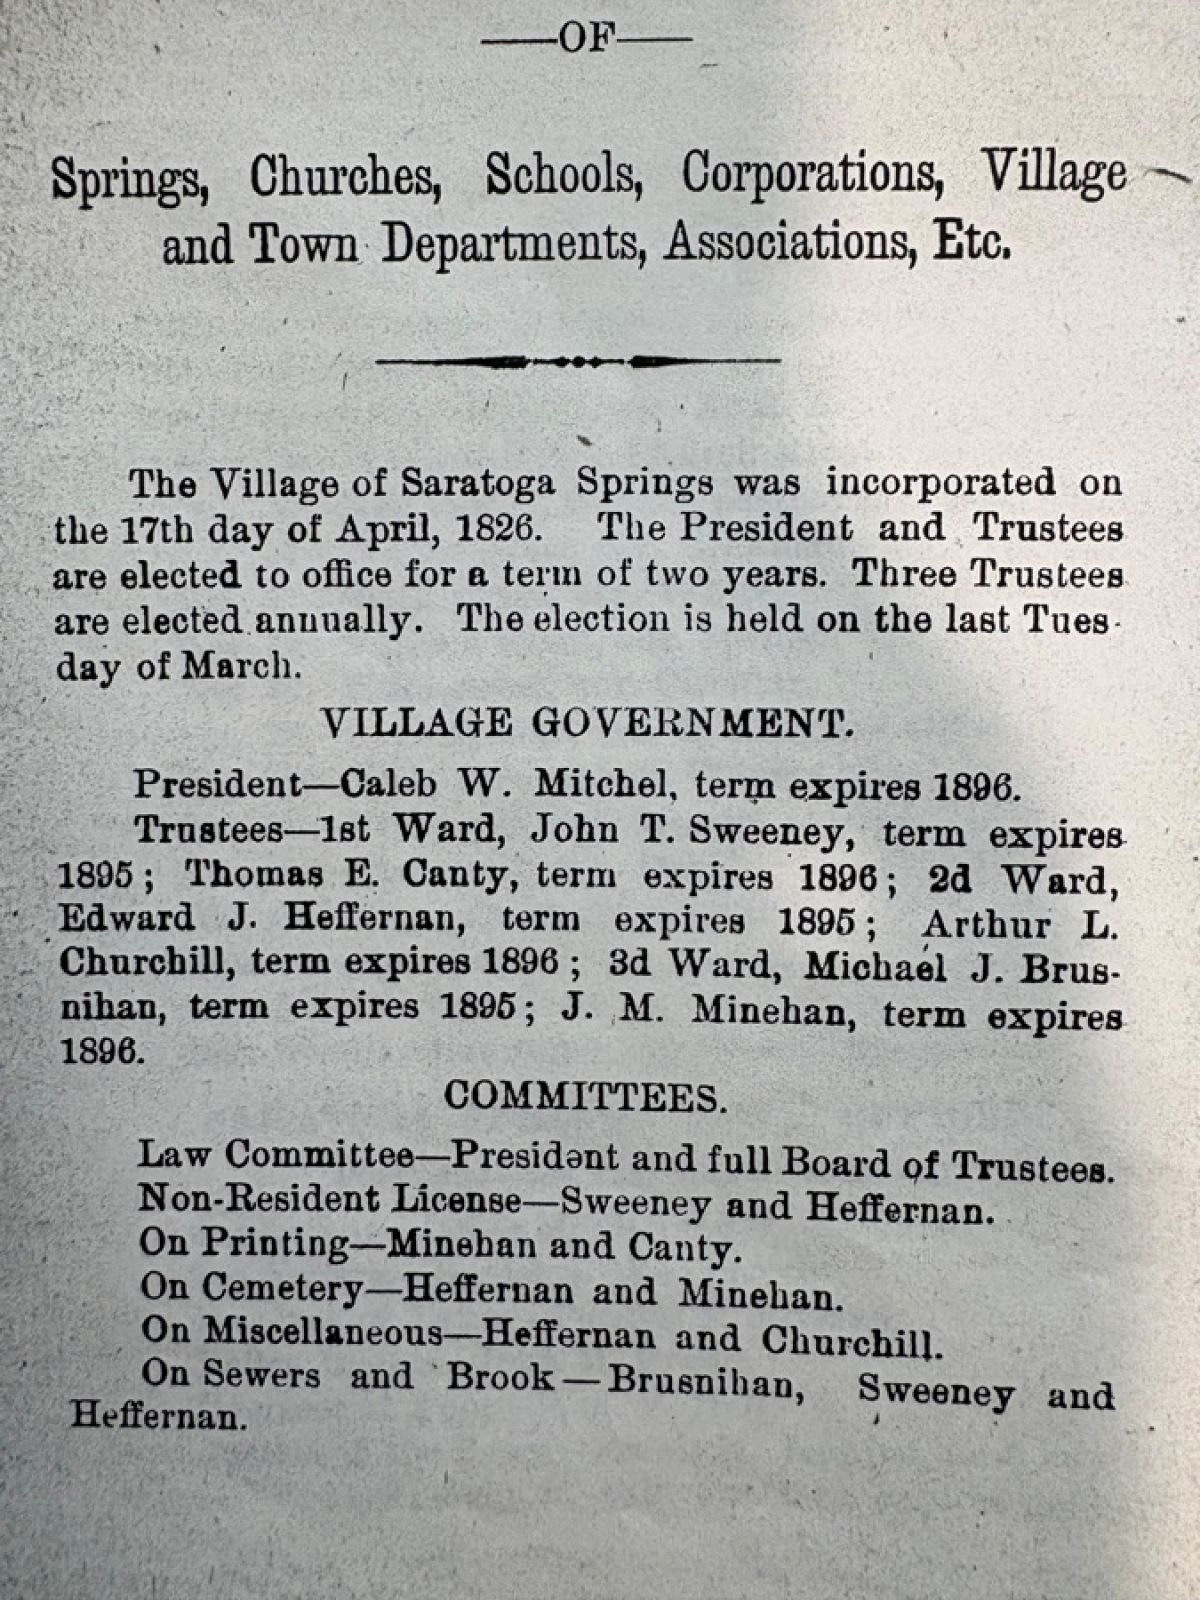 ——OF——
Springs, Churches, Schools, Corporations, Village
and Town Departments, Associations, Etc.
The Village of Saratoga Springs was incorporated on
the 17th day of April, 1826. The President and Trustees
are elected to office for a term of two years. Three Trustees
are elected annually. The election is held on the last Tues-
day of March.
VILLAGE GOVERNMENT.
President—Caleb W. Mitchel, term expires 1896.
Trustees—1st Ward, John T. Sweeney, term expires
1895; Thomas E. Canty, term expires 1896; 2d Ward,
Edward J. Heffernan, term expires 1895; Arthur L.
Churchill, term expires 1896; 3d Ward, Michael J. Brus-
nihan, term expires 1895; J. M. Minehan, term expires
1896.
COMMITTEES.
Law Committee—President and full Board of Trustees.
Non-Resident License—Sweeney and Heffernan.
On Printing—Minehan and Canty.
On Cemetery—Heffernan and Minehan.
On Miscellaneous—Heffernan and Churchill.
On Sewers and Brook—Brusnihan, Sweeney and
Heffernan.